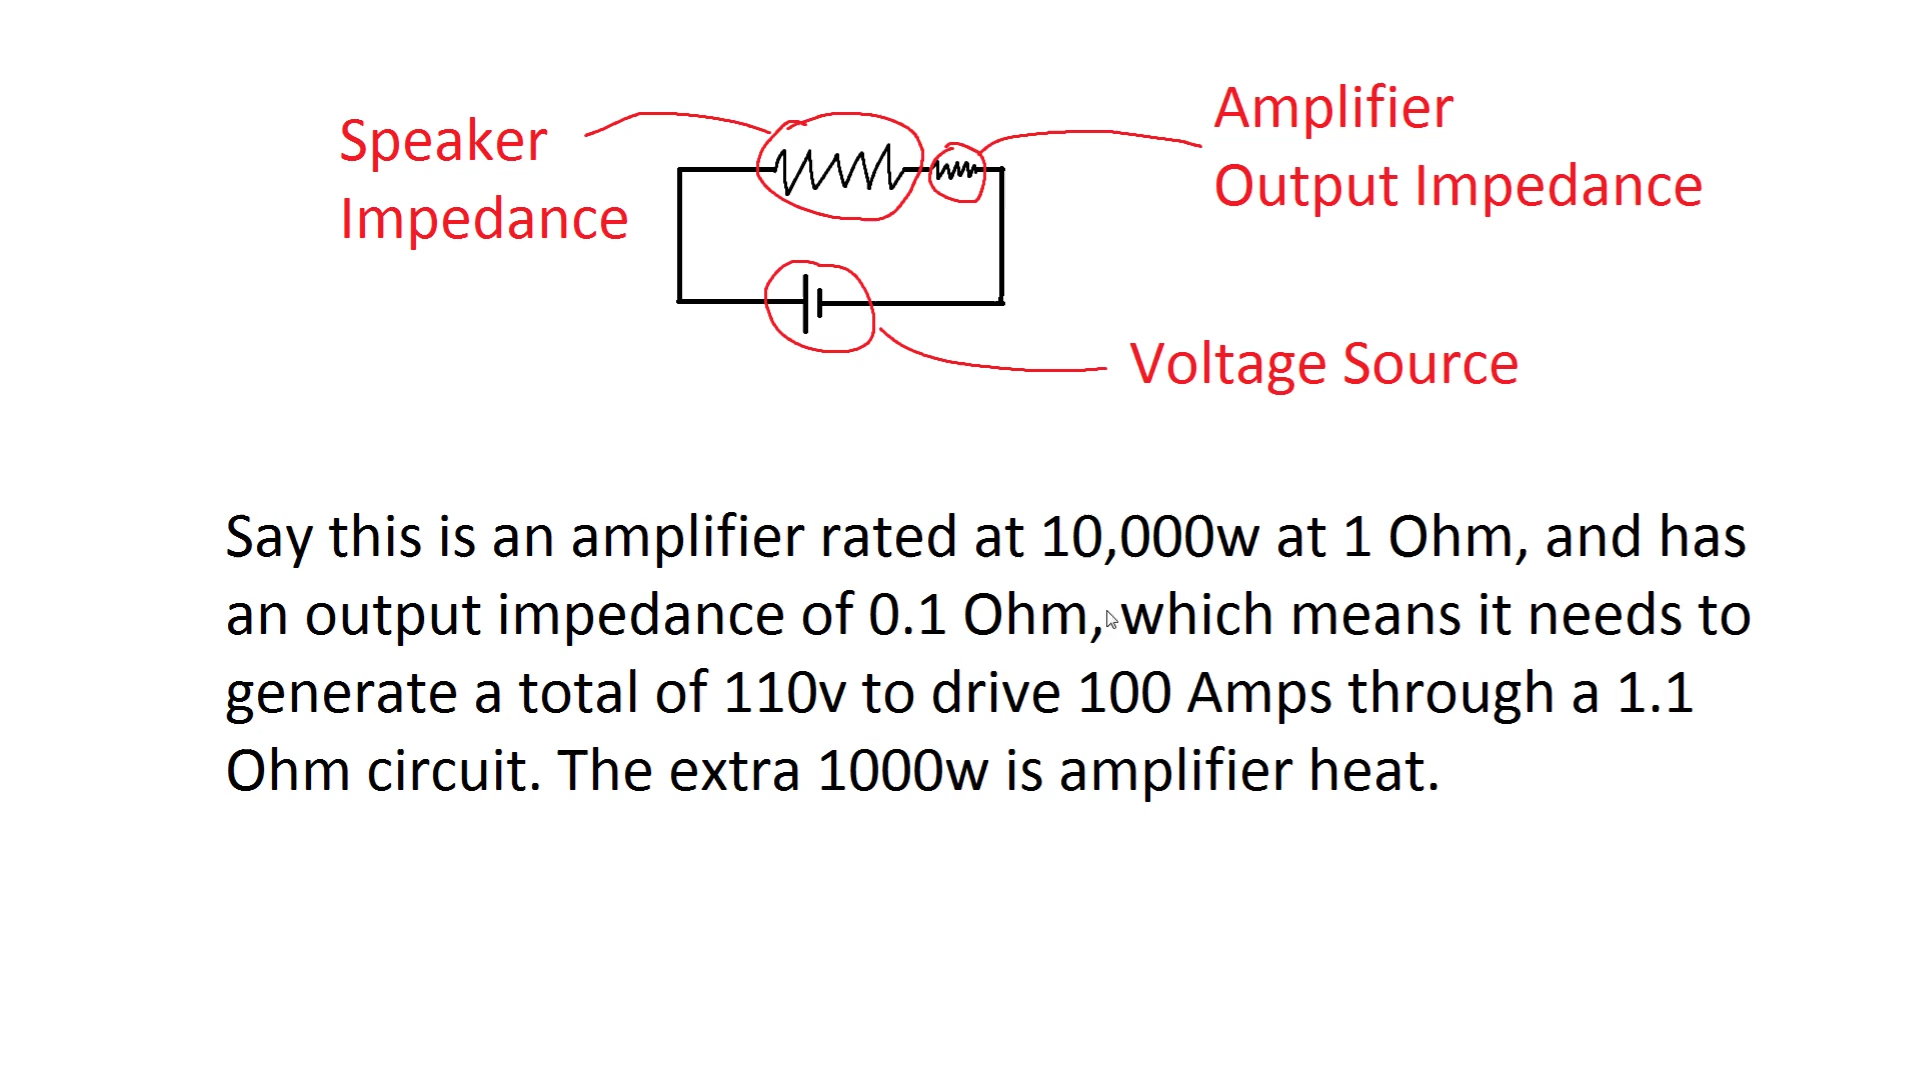 Speaker
Impedance
Amplifier
Output Impedance
Voltage Source
Say this is an amplifier rated at 10,000w at 1 Ohm, and has
an output impedance of 0.1 Ohm, which means it needs to
generate a total of 110v to drive 100 Amps through a 1.1
Ohm circuit. The extra 1000w is amplifier heat.